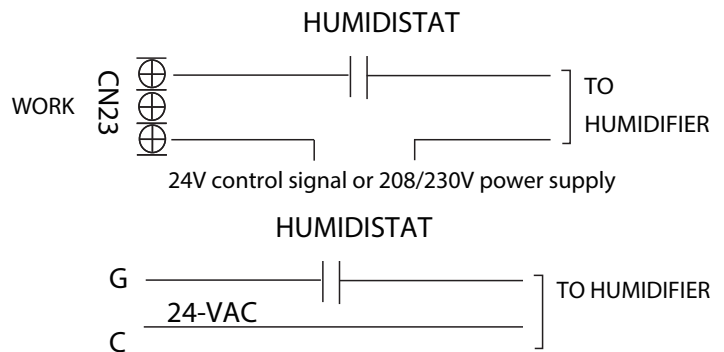 HUMIDISTAT
WORK
CN23
TO
HUMIDIFIER
24V control signal or 208/230V power supply
HUMIDISTAT
G
24-VAC
C
TO HUMIDIFIER